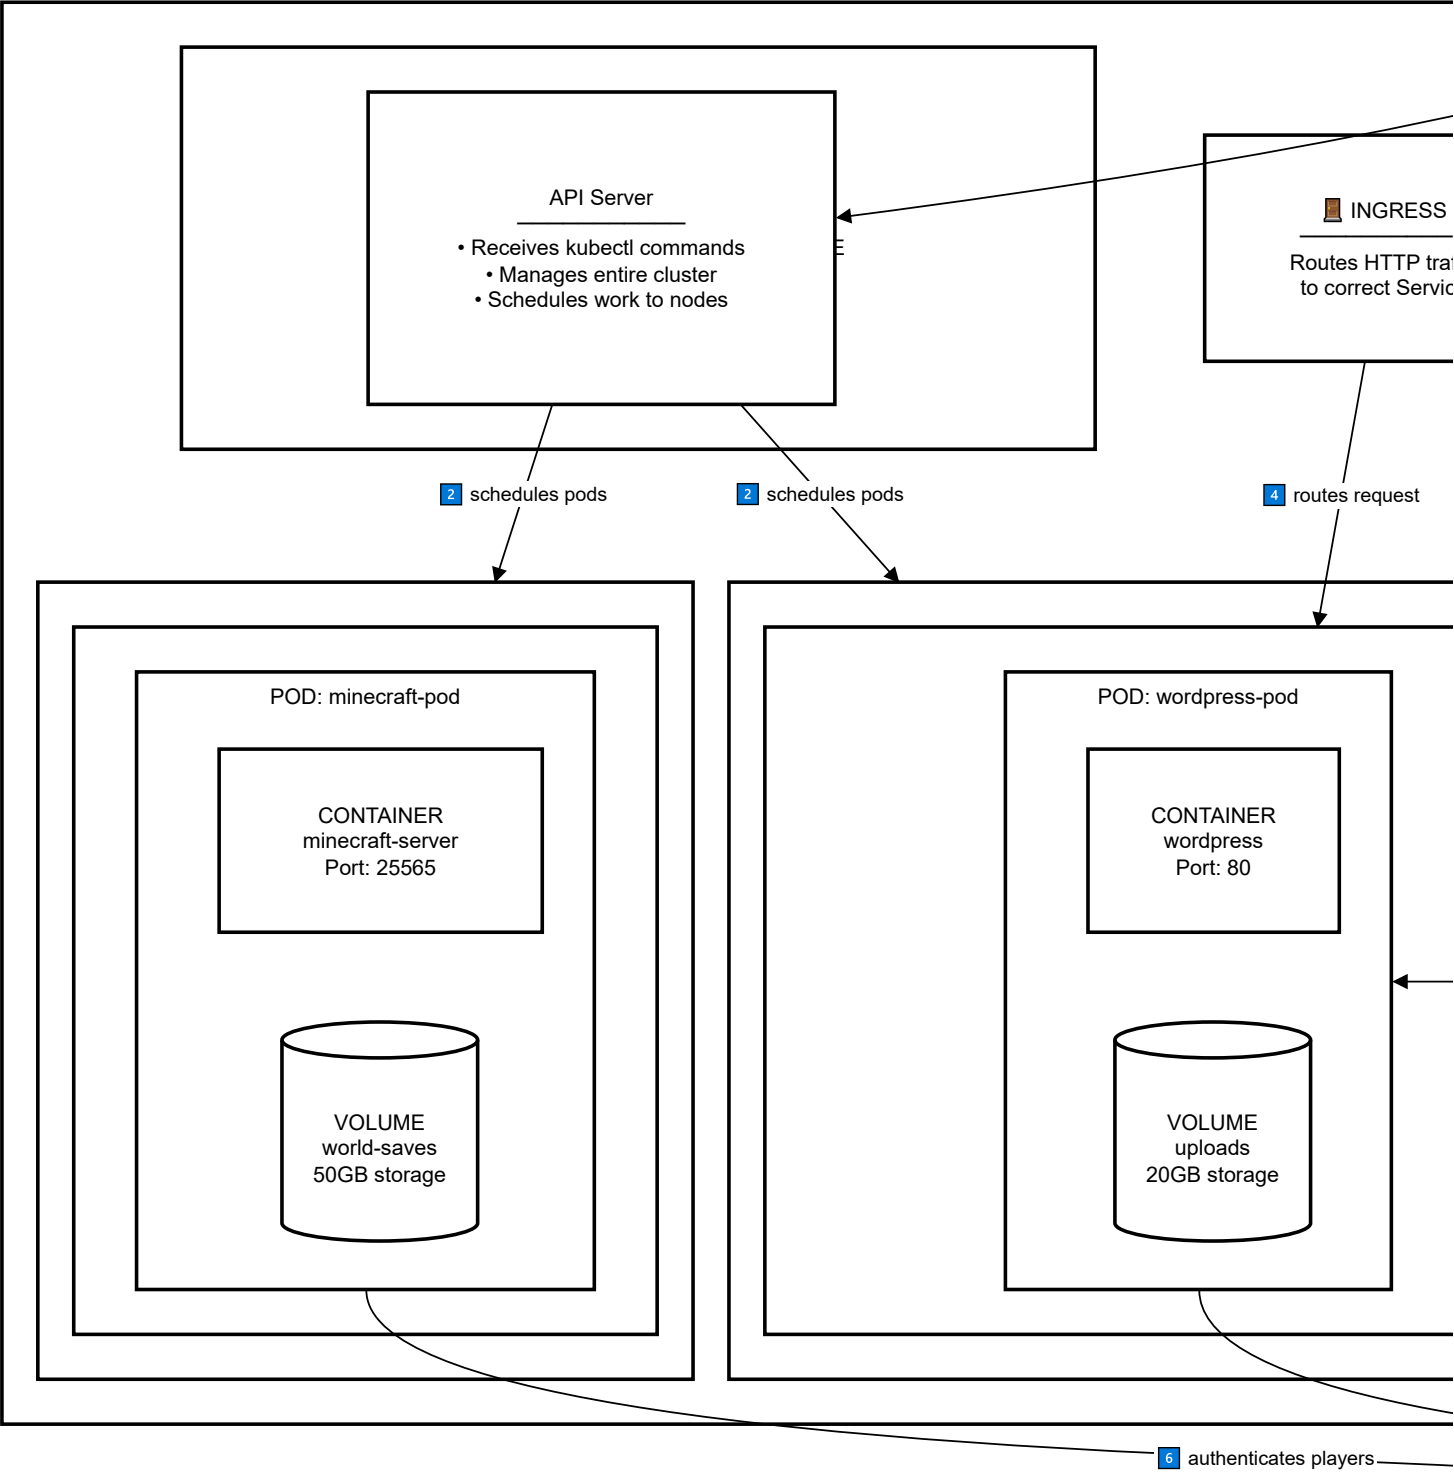 API Server
• Receives kubectl commands
• Manages entire cluster
• Schedules work to nodes
E
🚪 INGRESS
Routes HTTP
to correct
2 schedules pods
2 schedules pods
4 routes request
POD: minecraft-pod
CONTAINER
minecraft-server
Port: 25565
VOLUME
world-saves
50GB storage
POD: wordpress-pod
CONTAINER
wordpress
Port: 80
VOLUME
uploads
20GB storage
6 authenticates players